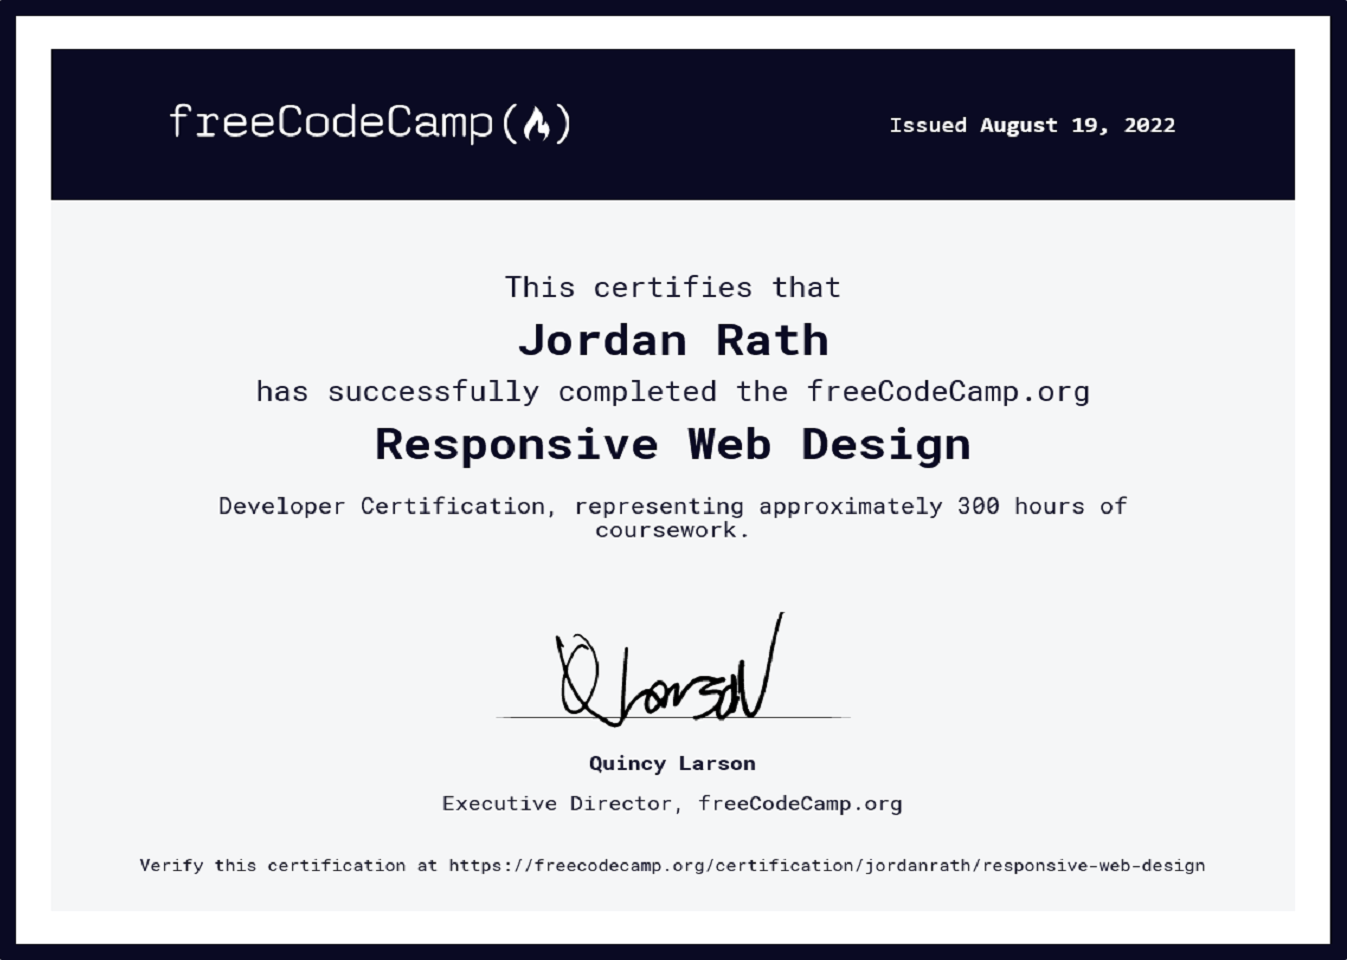 freeCodeCamp(🔥)
Issued August 19, 2022
This certifies that
Jordan Rath
has successfully completed the freeCodeCamp.org
Responsive Web Design
Developer Certification, representing approximately 300 hours of
coursework.
Q Larson
Quincy Larson
Executive Director, freeCodeCamp.org
Verify this certification at https://freecodecamp.org/certification/jordanrath/responsive-web-design